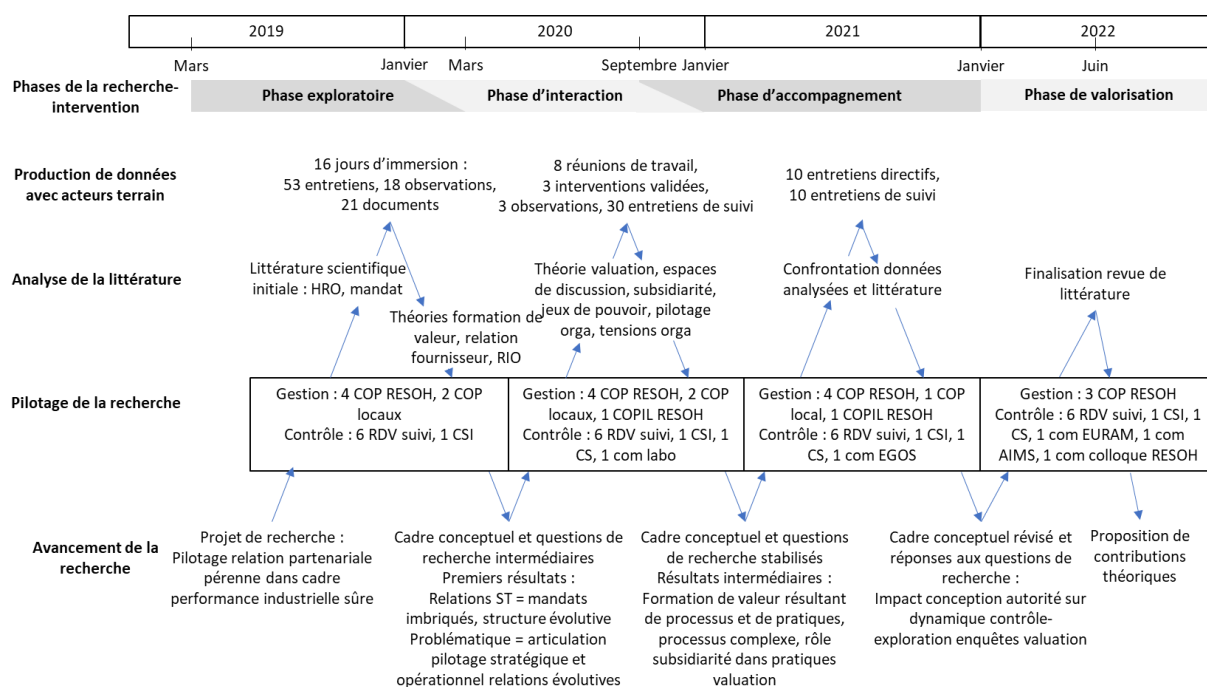 2019
2020
2021
2022
Mars
Janvier
Mars
Septembre
Janvier
Janvier
Juin
Phases de la recherche-
intervention
Phase exploratoire
Phase d'interaction
Phase d'accompagnement
Phase de valorisation
Production de données
avec acteurs terrain
16 jours d'immersion :
53 entretiens, 18 observations,
21 documents
8 réunions de travail,
3 interventions validées,
3 observations, 30 entretiens de suivi
10 entretiens directifs,
10 entretiens de suivi
Analyse de la littérature
Littérature scientifique
initiale : HRO, mandat
Théories formation de
valeur, relation
fournisseur, RIO
Théorie valuation, espaces
de discussion, subsidiarité,
jeux de pouvoir, pilotage
orga, tensions orga
Confrontation données
analysées et littérature
Finalisation revue de
littérature
Pilotage de la recherche
Gestion : 4 COP RESOH, 2 COP
locaux
Contrôle : 6 RDV suivi, 1 CSI
Gestion : 4 COP RESOH, 2 COP
locaux, 1 COPIL RESOH
Contrôle : 6 RDV suivi, 1 CSI, 1
CS, 1 com labo
Gestion : 4 COP RESOH, 1 COP
local, 1 COPIL RESOH
Contrôle : 6 RDV suivi, 1 CSI, 1
CS, 1 com EGOS
Gestion : 3 COP RESOH
Contrôle : 6 RDV suivi, 1 CSI, 1
CS, 1 com EURAM, 1 com
AIMS, 1 com colloque RESOH
Avancement de la
recherche
Projet de recherche :
Pilotage relation partenariale
pérenne dans cadre
performance industrielle sûre
Cadre conceptuel et questions de
recherche intermédiaires
Premiers résultats :
Relations ST = mandats
imbriqués, structure évolutive
Problématique = articulation
pilotage stratégique et
opérationnel relations évolutives
Cadre conceptuel et questions
de recherche stabilisés
Résultats intermédiaires :
Formation de valeur résultant
de processus et de pratiques,
processus complexe, rôle
subsidiarité dans pratiques
valuation
Cadre conceptuel révisé et
réponses aux questions de
recherche :
Impact conception autorité sur
dynamique contrôle-
exploration enquêtes valuation
Proposition de
contributions
théoriques